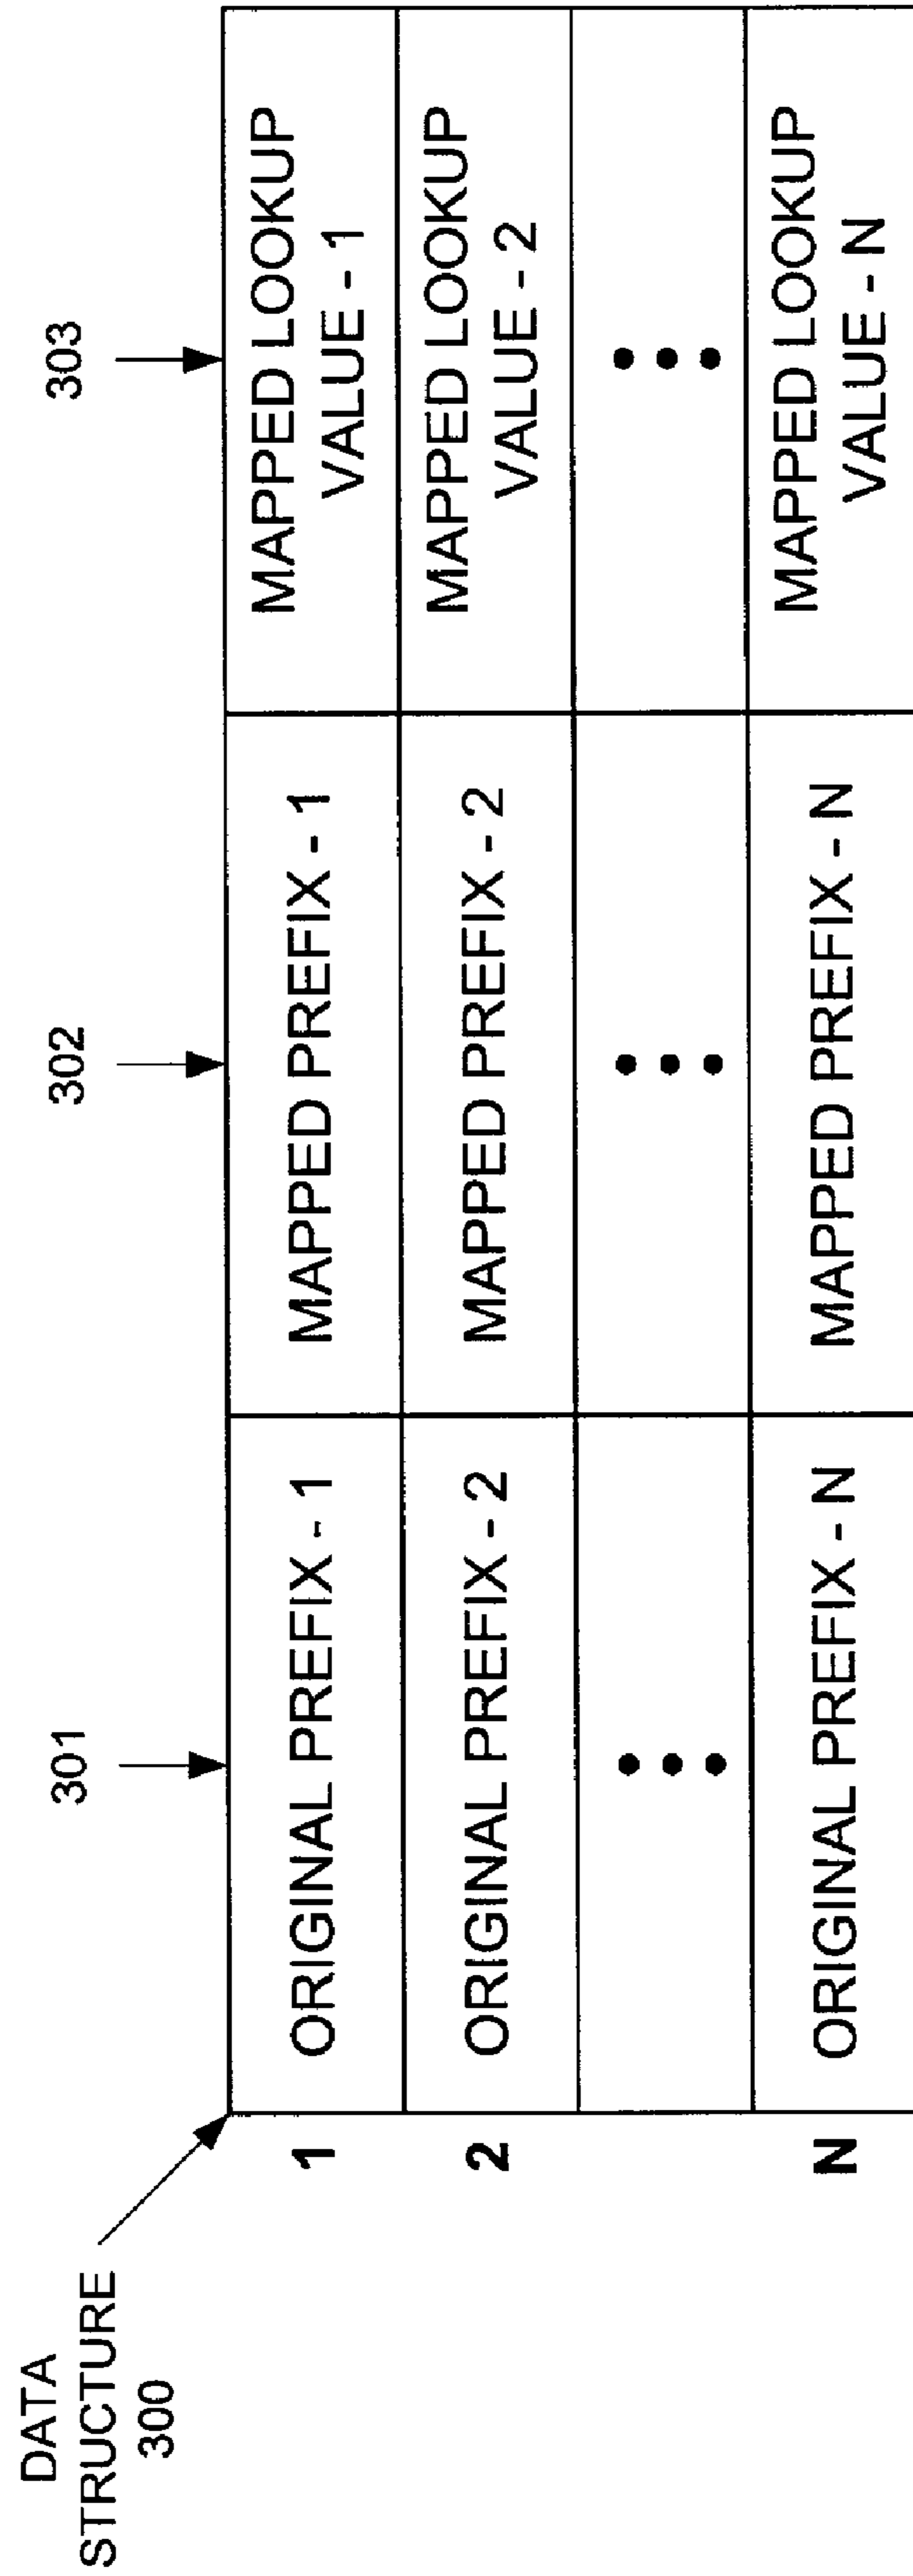 DATA
STRUCTURE
300
301
302
303
1
ORIGINAL PREFIX - 1
MAPPED PREFIX - 1
MAPPED LOOKUP
VALUE - 1
2
ORIGINAL PREFIX - 2
MAPPED PREFIX - 2
MAPPED LOOKUP
VALUE - 2
N
ORIGINAL PREFIX - N
MAPPED PREFIX - N
MAPPED LOOKUP
VALUE - N